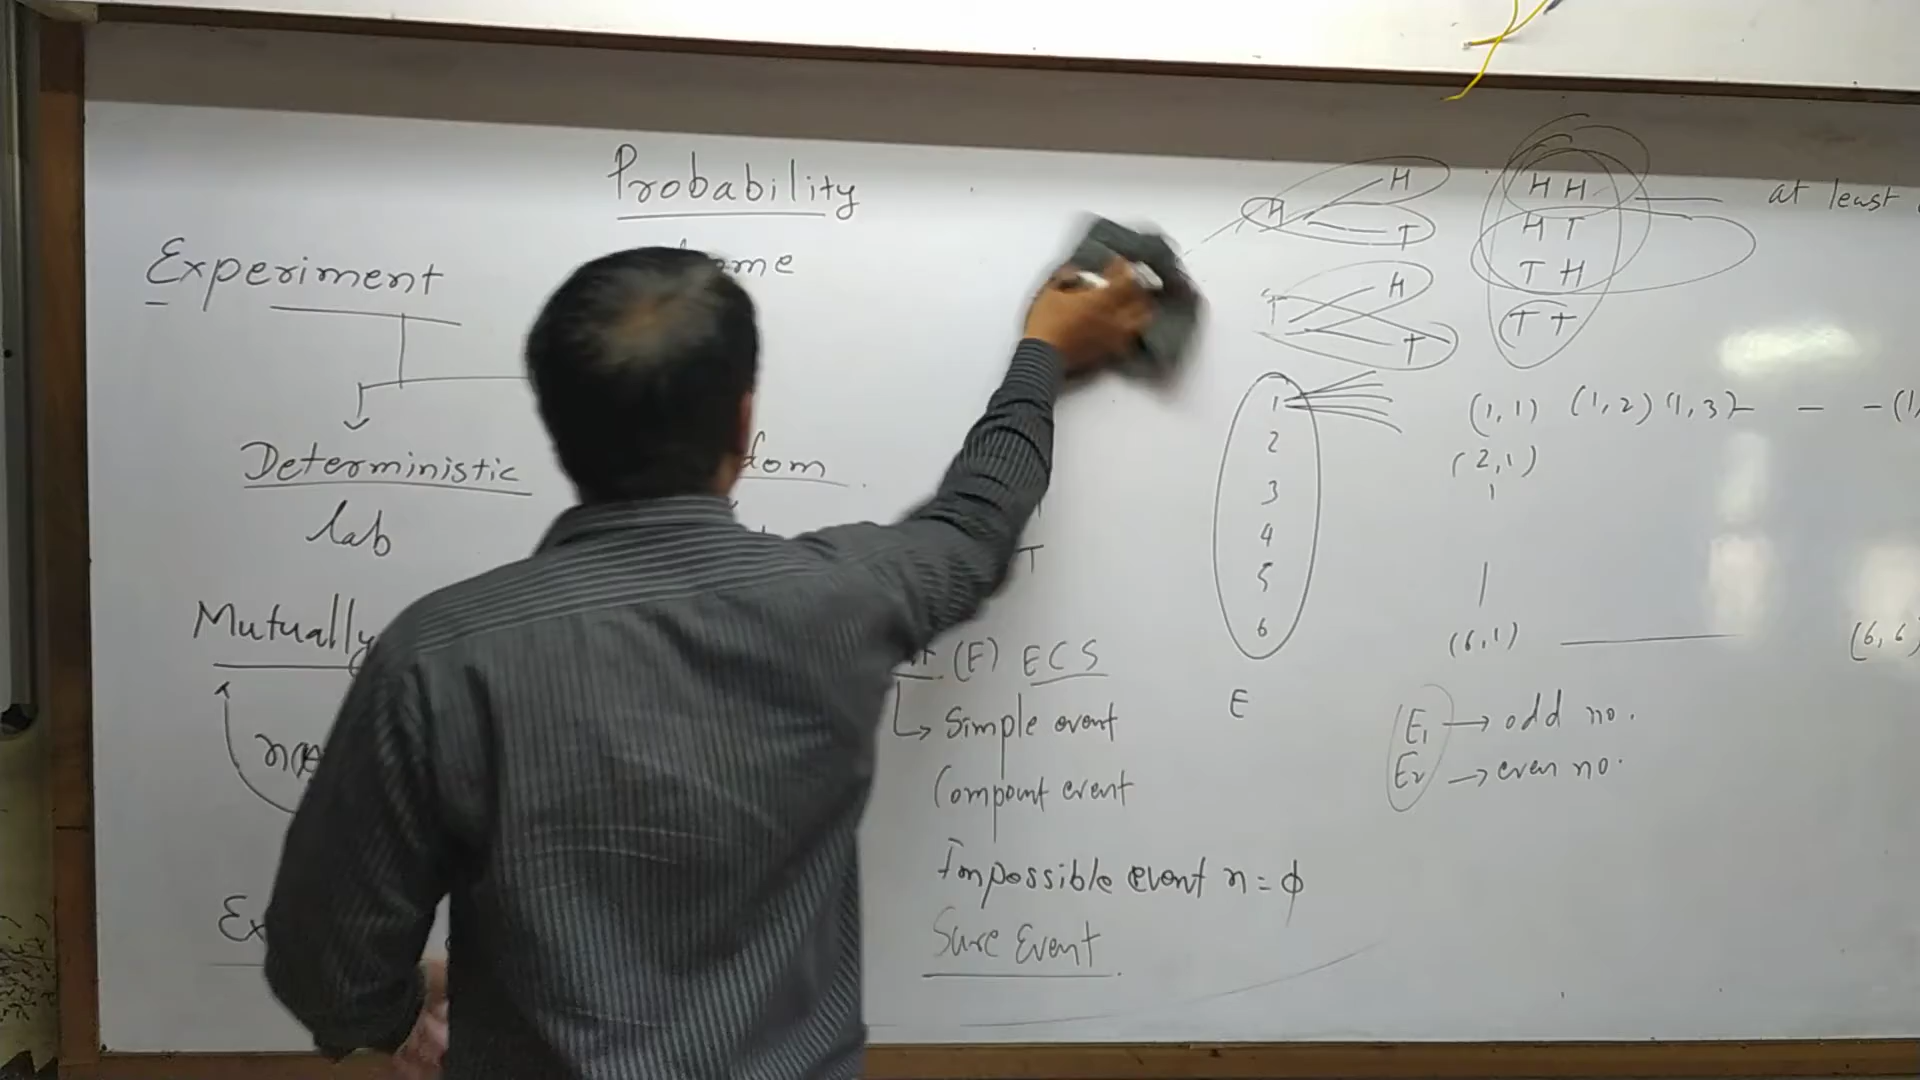 Probability
Experiment
Deterministic
lab
Mutually
T
(E) ECS
Simple event
Compount event
Impossible event n = ϕ
Sure Event
H H
T
T H
T
H H
H T
T H
T T
at least
1
2
3
4
5
6
E
(1,1) (1,2) (1,3) - - - (1,
(2,1)
(6,1) (6,6)
E₁ → odd no.
E₂ → even no.